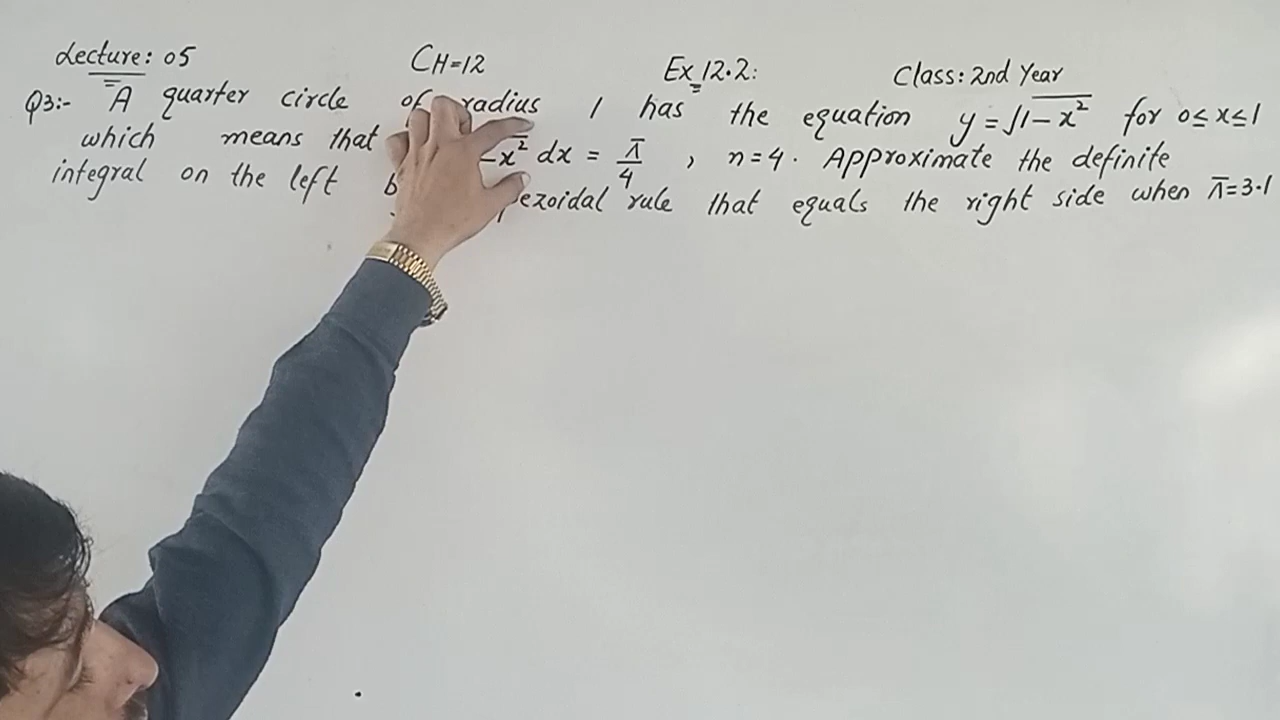 Lecture: 05 CH=12 Ex 12.2: Class: 2nd Year
Q3:- A quarter circle of radius 1 has the equation y = √1-x² for 0≤x≤1
which means that -x² dx = π/4 , n=4. Approximate the definite
integral on the left ezoidal rule that equals the right side when π=3.1